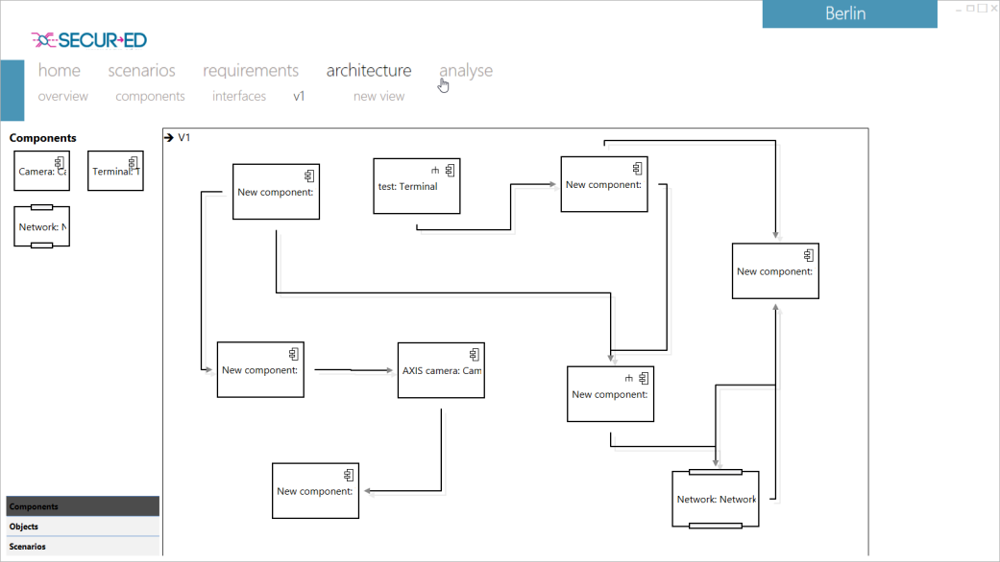 Berlin
SECUR-ED
home scenarios requirements architecture analyse
overview components interfaces v1 new view
Components
V1
Camera: Ca
Terminal: T
Network: N
New component:
test: Terminal
New component:
New component:
New component:
AXIS camera: Cam
New component:
New component:
Network: Network
Components
Objects
Scenarios